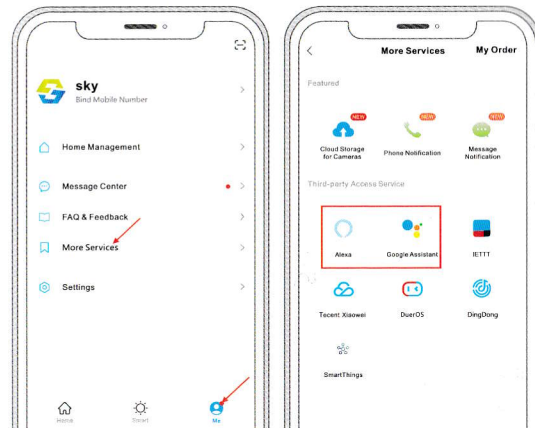 sky
Bind Mobile Number
Home Management
Message Center
FAQ & Feedback
More Services
Settings
Home
Smart
Me
More Services
My Order
Featured
NEW
NEW
NEW
Cloud Storage
for Cameras
Phone Notification
Message
Notification
Third-party Access Service
Alexa
Google Assistant
IETTT
Tecent Xiaowei
DuerOS
DingDong
SmartThings